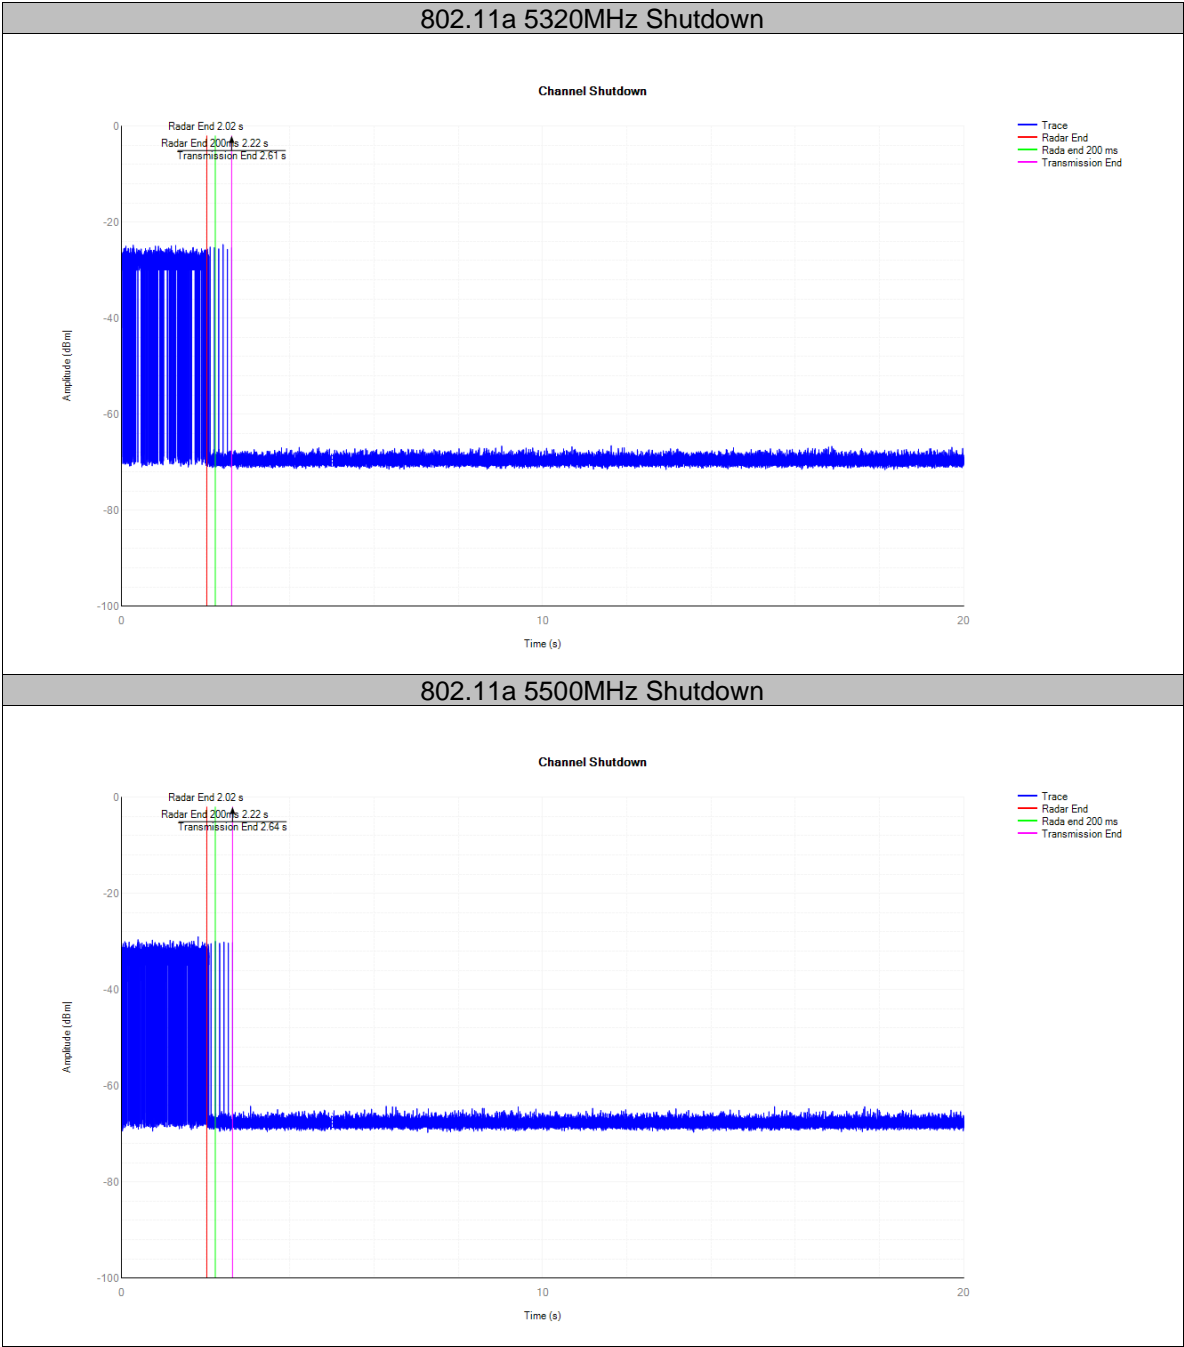 802.11a 5320MHz Shutdown
Channel Shutdown
Radar End 2.02 s
Radar End 200ms 2.22 s
Transmission End 2.61 s
Trace
Radar End
Rada end 200 ms
Transmission End
0
-20
-40
-60
-80
-100
Amplitude (dBm)
0
10
20
Time (s)
802.11a 5500MHz Shutdown
Channel Shutdown
Radar End 2.02 s
Radar End 200ms 2.22 s
Transmission End 2.64 s
Trace
Radar End
Rada end 200 ms
Transmission End
0
-20
-40
-60
-80
-100
Amplitude (dBm)
0
10
20
Time (s)